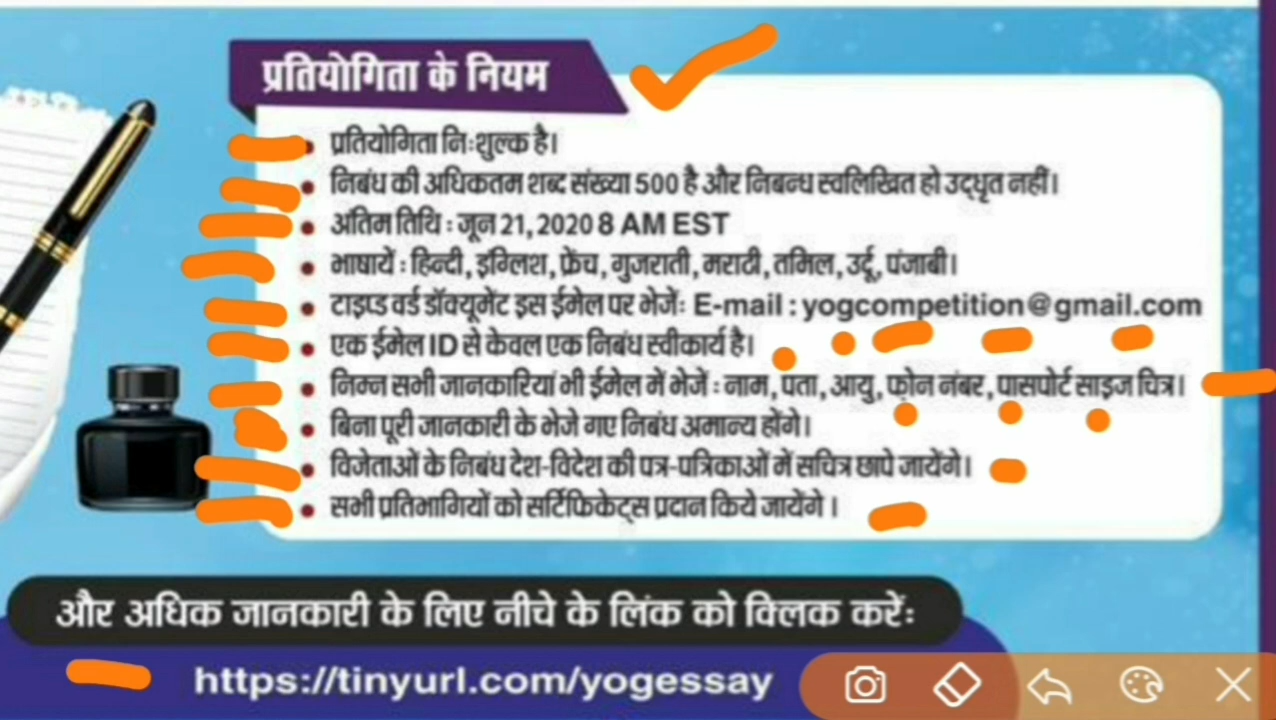 प्रतियोगिता के नियम
• प्रतियोगिता निःशुल्क है।
• निबंध की अधिकतम शब्द संख्या 500 है और निबन्ध स्वलिखित हो उद्धृत नहीं।
• अंतिम तिथि : जून 21, 2020 8 AM EST
• भाषायें : हिन्दी, इंग्लिश, फ्रेंच, गुजराती, मराठी, तमिल, उर्दू, पंजाबी।
• टाइप्ड वर्ड डॉक्यूमेंट इस ईमेल पर भेजें: E-mail : yogcompetition@gmail.com
• एक ईमेल ID से केवल एक निबंध स्वीकार्य है।
• निम्न सभी जानकारियां भी ईमेल में भेजें : नाम, पता, आयु, फ़ोन नंबर, पासपोर्ट साइज चित्र।
• बिना पूरी जानकारी के भेजे गए निबंध अमान्य होंगे।
• विजेताओं के निबंध देश-विदेश की पत्र-पत्रिकाओं में सचित्र छापे जायेंगे।
• सभी प्रतिभागियों को सर्टिफिकेट्स प्रदान किये जायेंगे ।
और अधिक जानकारी के लिए नीचे के लिंक को क्लिक करें:
https://tinyurl.com/yogessay